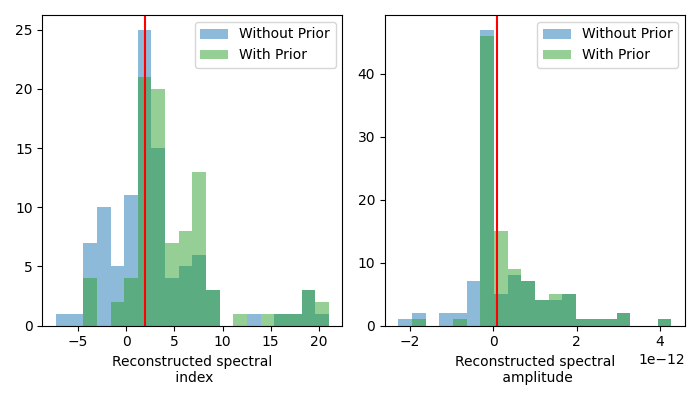 25
20
15
10
5
0
−5
0
5
10
15
20
Without Prior
With Prior
Reconstructed spectral
index
40
30
20
10
0
−2
0
2
4
1e−12
Without Prior
With Prior
Reconstructed spectral
amplitude